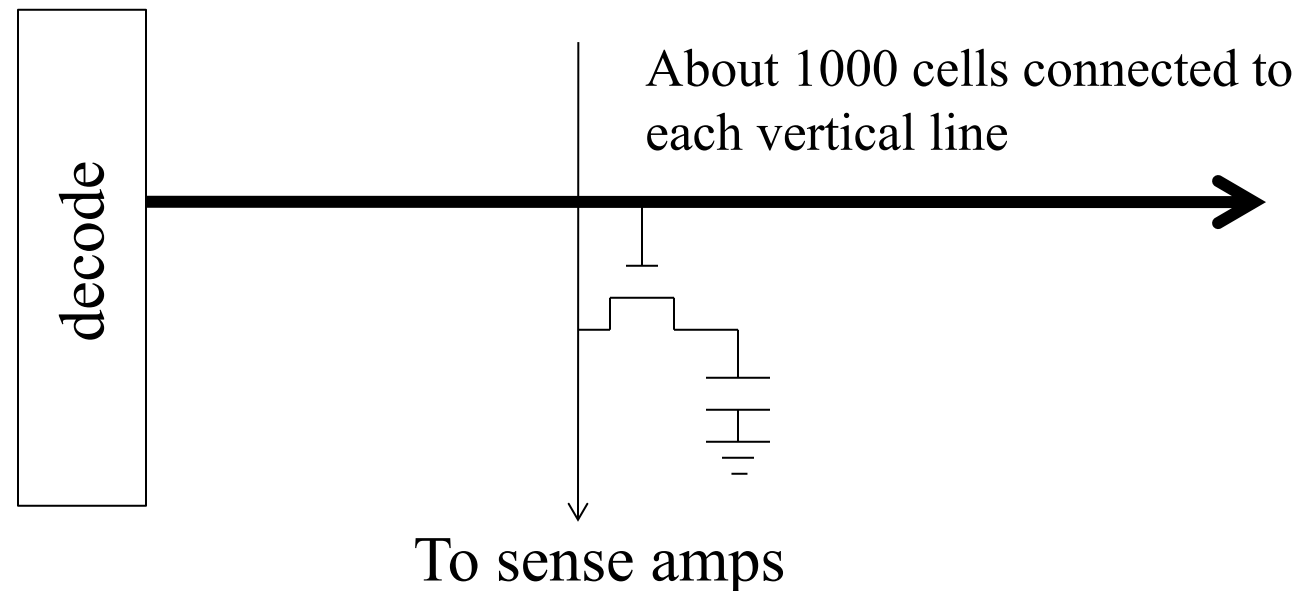 About 1000 cells connected to
each vertical line
decode
To sense amps